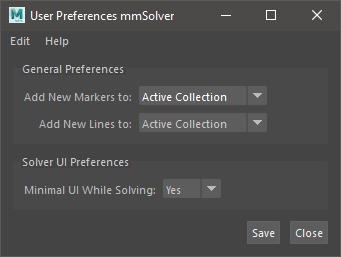 User Preferences mmSolver
Edit Help
General Preferences
Add New Markers to: Active Collection
Add New Lines to: Active Collection
Solver UI Preferences
Minimal UI While Solving: Yes
Save Close